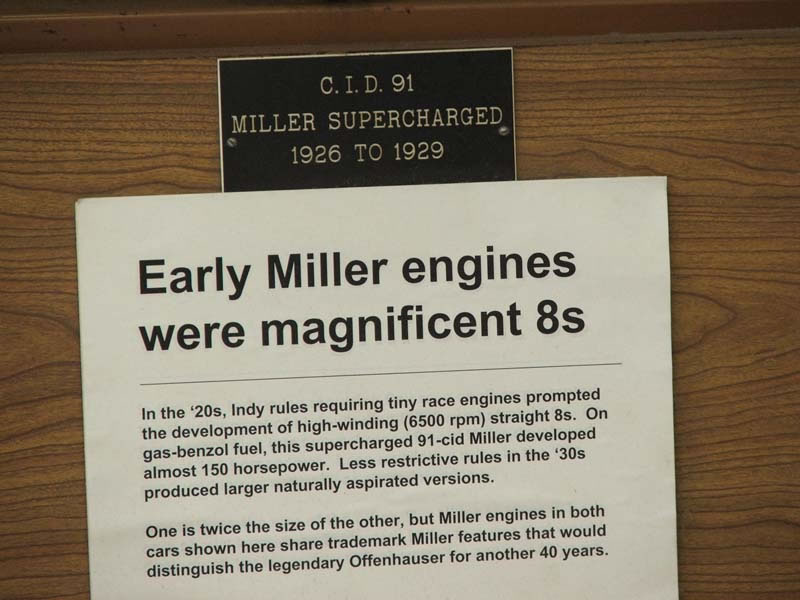 C.I.D. 91
MILLER SUPERCHARGED
1926 TO 1929
Early Miller engines
were magnificent 8s
In the ‘20s, Indy rules requiring tiny race engines prompted
the development of high-winding (6500 rpm) straight 8s. On
gas-benzol fuel, this supercharged 91-cid Miller developed
almost 150 horsepower. Less restrictive rules in the ‘30s
produced larger naturally aspirated versions.
One is twice the size of the other, but Miller engines in both
cars shown here share trademark Miller features that would
distinguish the legendary Offenhauser for another 40 years.